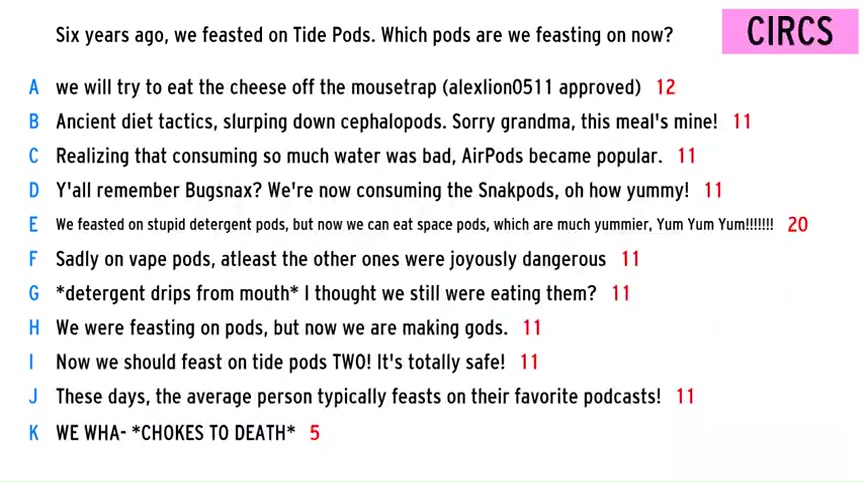 Six years ago, we feasted on Tide Pods. Which pods are we feasting on now?
CIRCS
A we will try to eat the cheese off the mousetrap (alexlion0511 approved) 12
B Ancient diet tactics, slurping down cephalopods. Sorry grandma, this meal's mine! 11
C Realizing that consuming so much water was bad, AirPods became popular. 11
D Y'all remember Bugsnax? We're now consuming the Snakpods, oh how yummy! 11
E We feasted on stupid detergent pods, but now we can eat space pods, which are much yummier, Yum Yum Yum!!!!!!! 20
F Sadly on vape pods, atleast the other ones were joyously dangerous 11
G *detergent drips from mouth* I thought we still were eating them? 11
H We were feasting on pods, but now we are making gods. 11
I Now we should feast on tide pods TWO! It's totally safe! 11
J These days, the average person typically feasts on their favorite podcasts! 11
K WE WHA- *CHOKES TO DEATH* 5